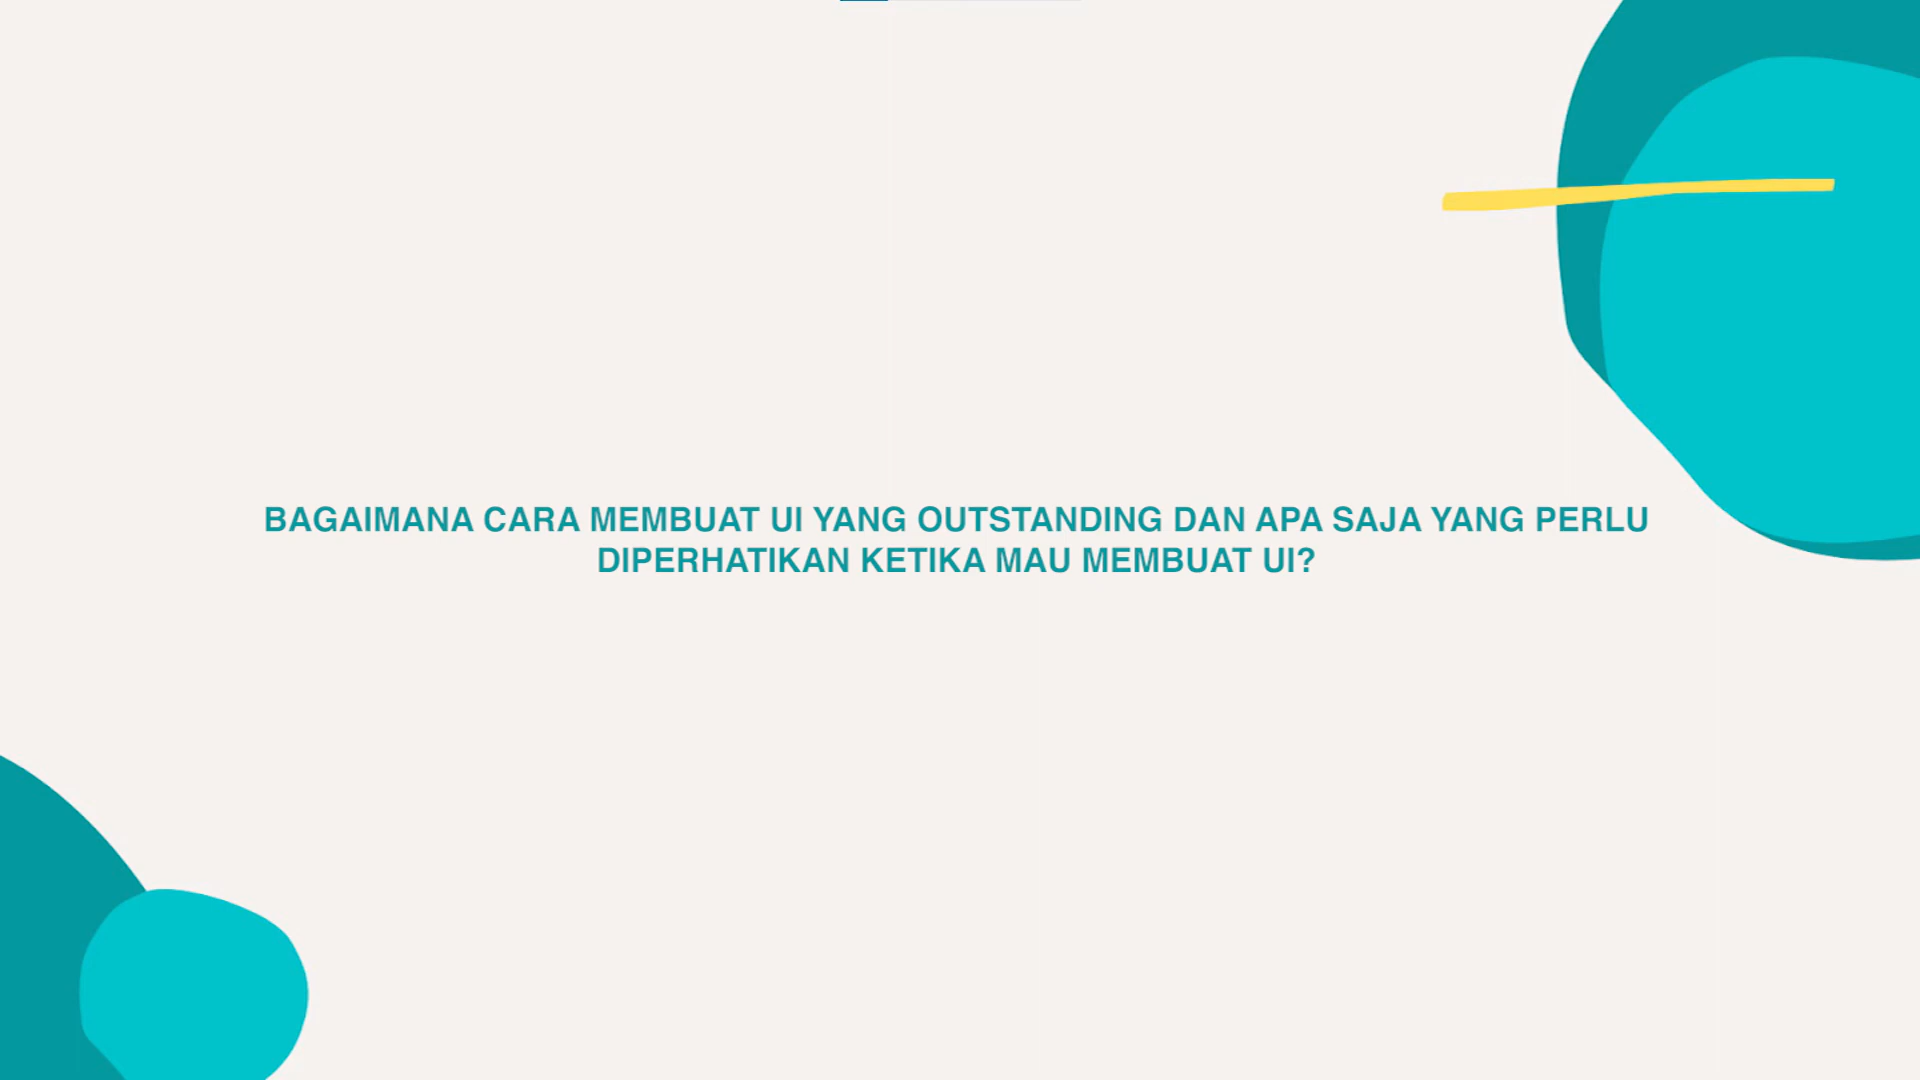 BAGAIMANA CARA MEMBUAT UI YANG OUTSTANDING DAN APA SAJA YANG PERLU
DIPERHATIKAN KETIKA MAU MEMBUAT UI?